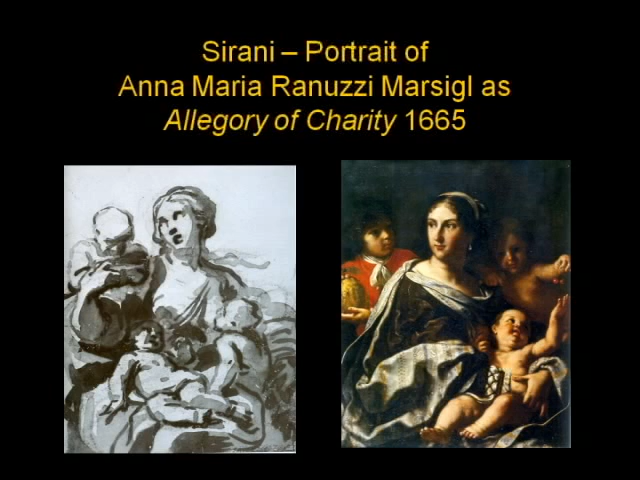 Sirani – Portrait of
Anna Maria Ranuzzi Marsigl as
Allegory of Charity 1665